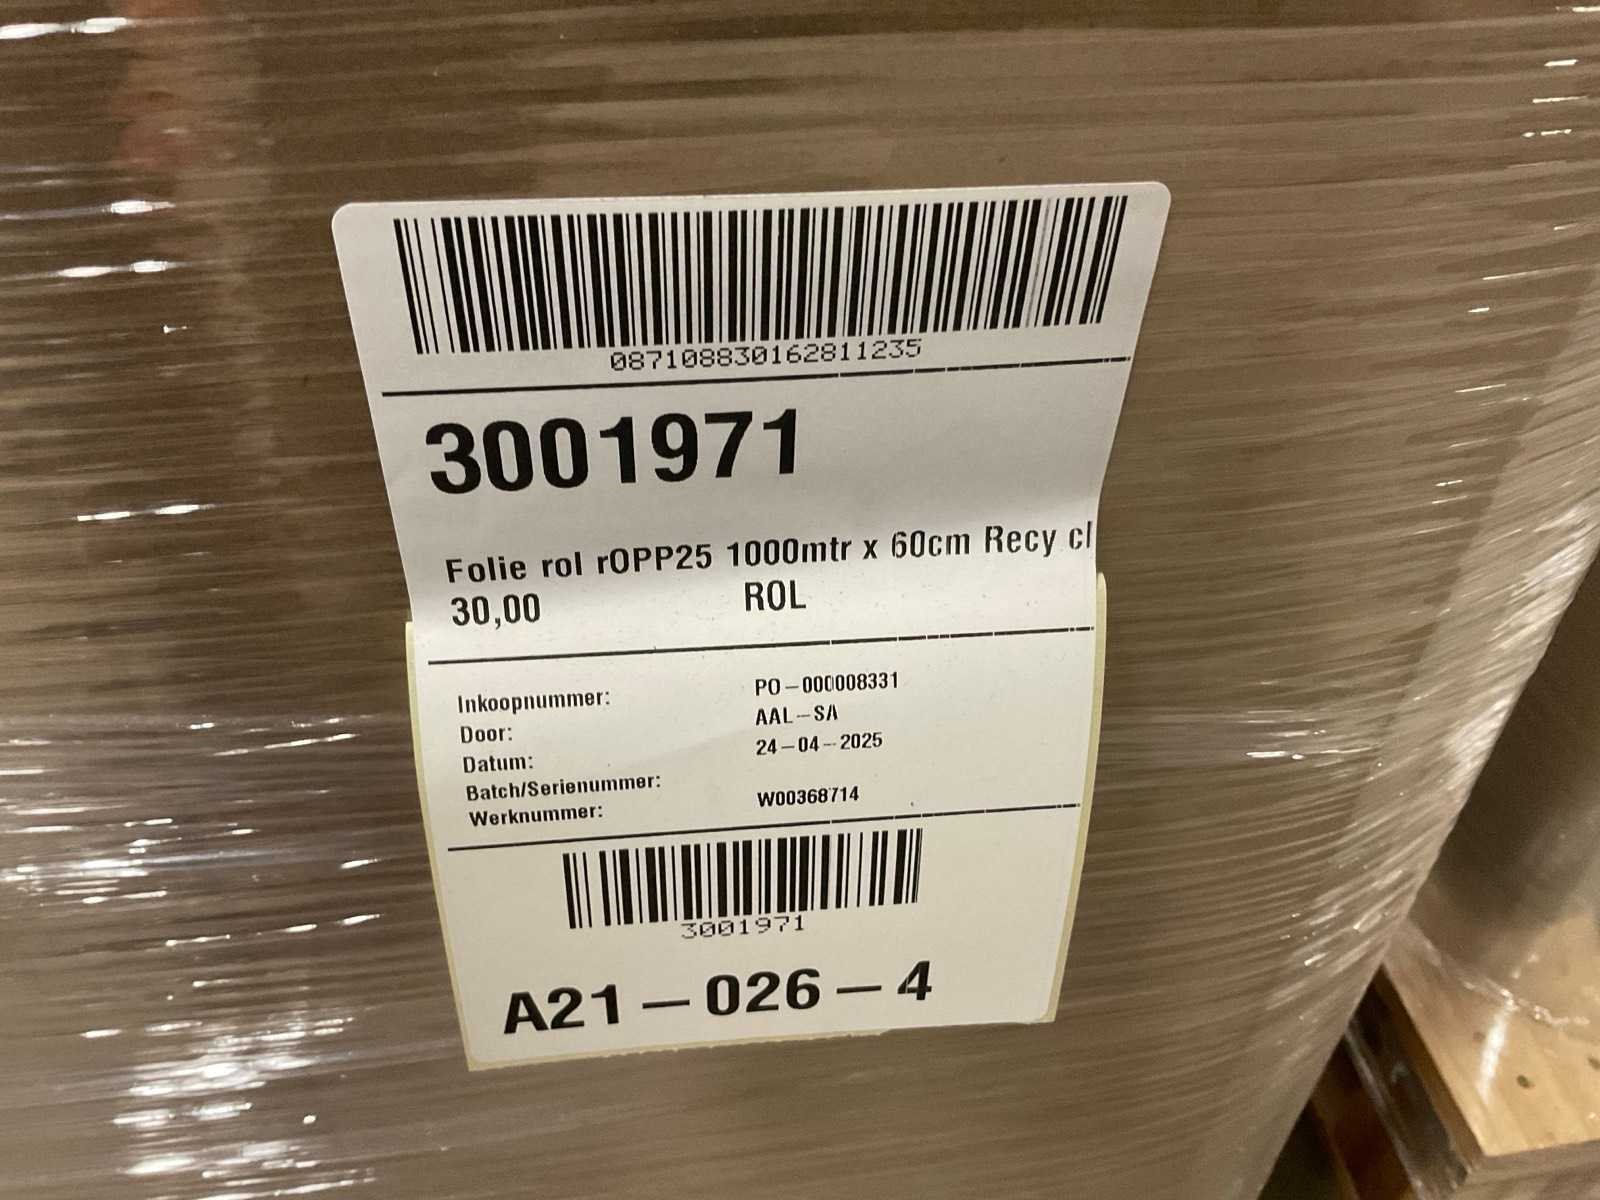 087108830162811235
3001971
Folie rol rOPP25 1000mtr x 60cm Recy cl
30,00 ROL
Inkoopnummer: PO-000008331
Door: AAL-SA
Datum: 24-04-2025
Batch/Serienummer:
Werknummer: W00368714
3001971
A21-026-4